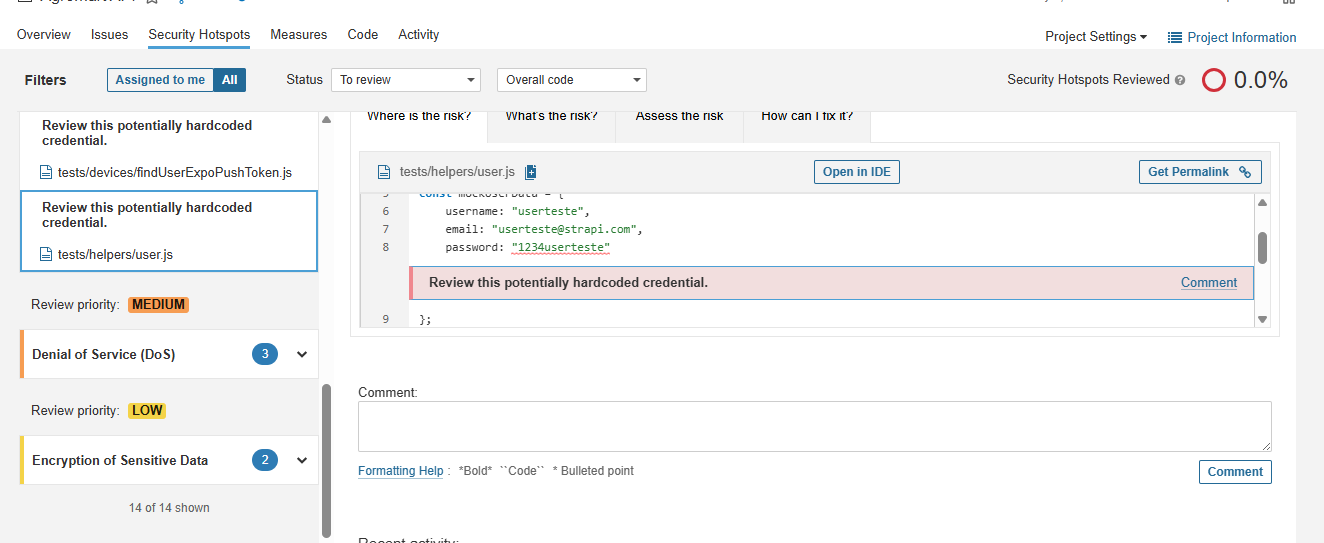 Overview Issues Security Hotspots Measures Code Activity
Project Settings Project Information
Filters Assigned to me All Status To review Overall code Security Hotspots Reviewed 0.0%
Review this potentially hardcoded
credential.
tests/devices/findUserExpoPushToken.js
Review this potentially hardcoded
credential.
tests/helpers/user.js
Review priority: MEDIUM
Denial of Service (DoS) 3
Review priority: LOW
Encryption of Sensitive Data 2
14 of 14 shown
Where is the risk? What's the risk? Assess the risk How can I fix it?
tests/helpers/user.js Open in IDE Get Permalink
5 const mockUserData = {
6 username: "userteste",
7 email: "userteste@strapi.com",
8 password: "1234userteste"
Review this potentially hardcoded credential. Comment
9 };
Comment:
Formatting Help : *Bold* ``Code`` * Bulleted point
Comment
Recent activity: